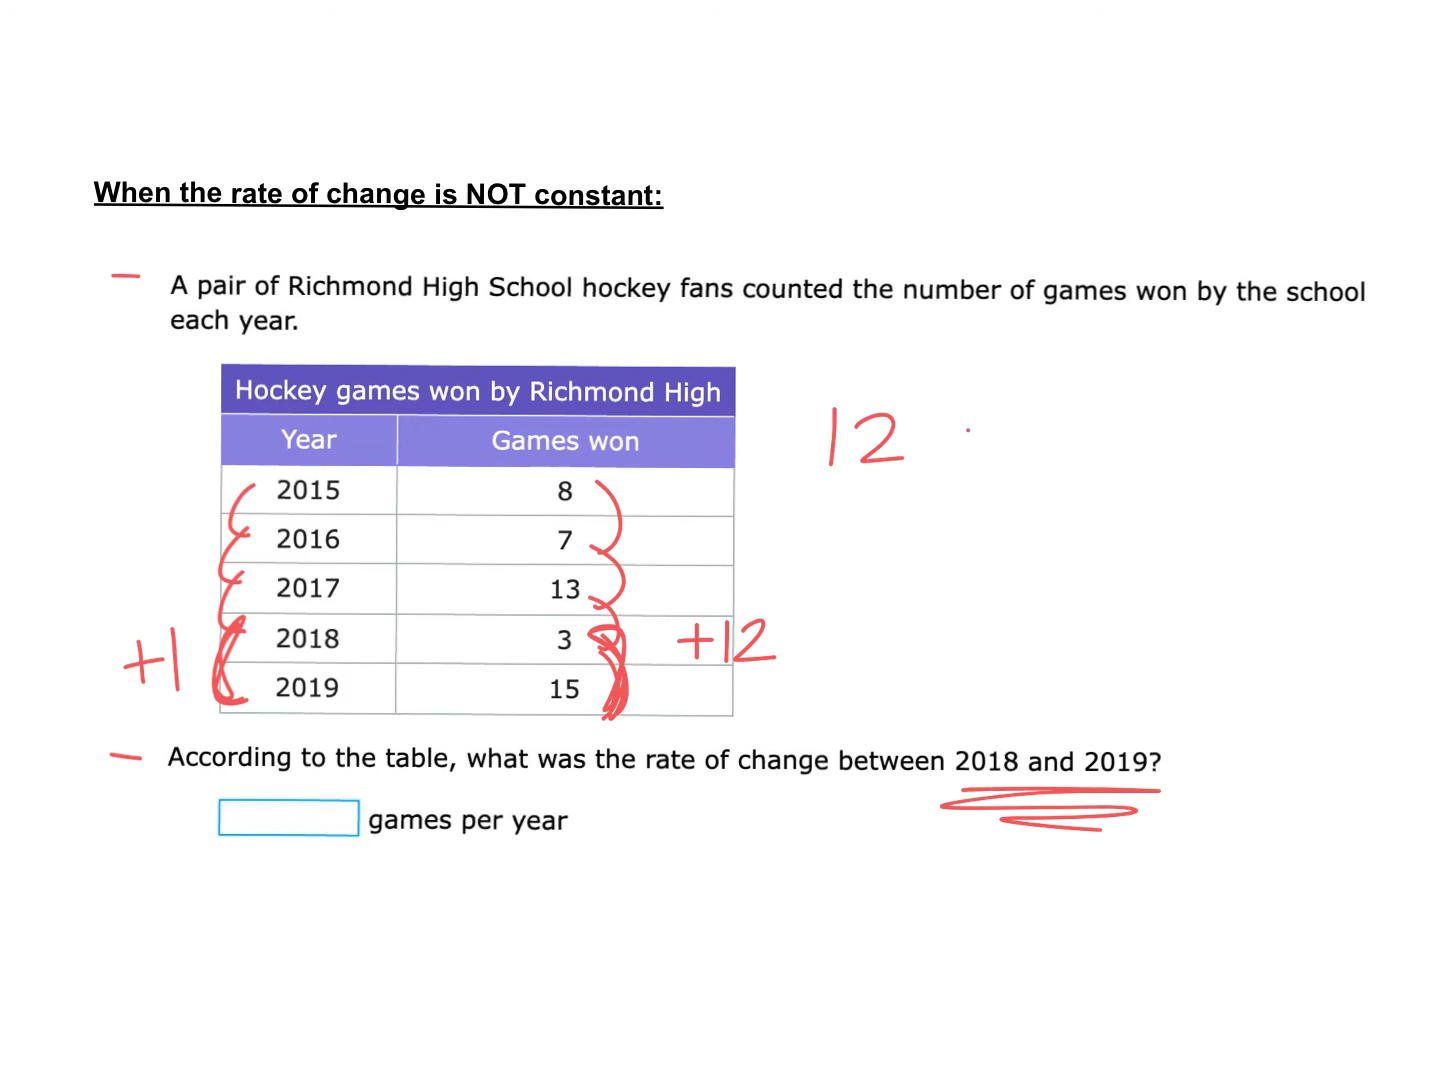 When the rate of change is NOT constant:
A pair of Richmond High School hockey fans counted the number of games won by the school
each year.
Hockey games won by Richmond High
Year Games won
12
2015 8
2016 7
2017 13
2018 3 +12
+1
2019 15
According to the table, what was the rate of change between 2018 and 2019?
games per year